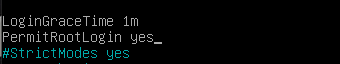 LoginGraceTime 1m
PermitRootLogin yes
#StrictModes yes